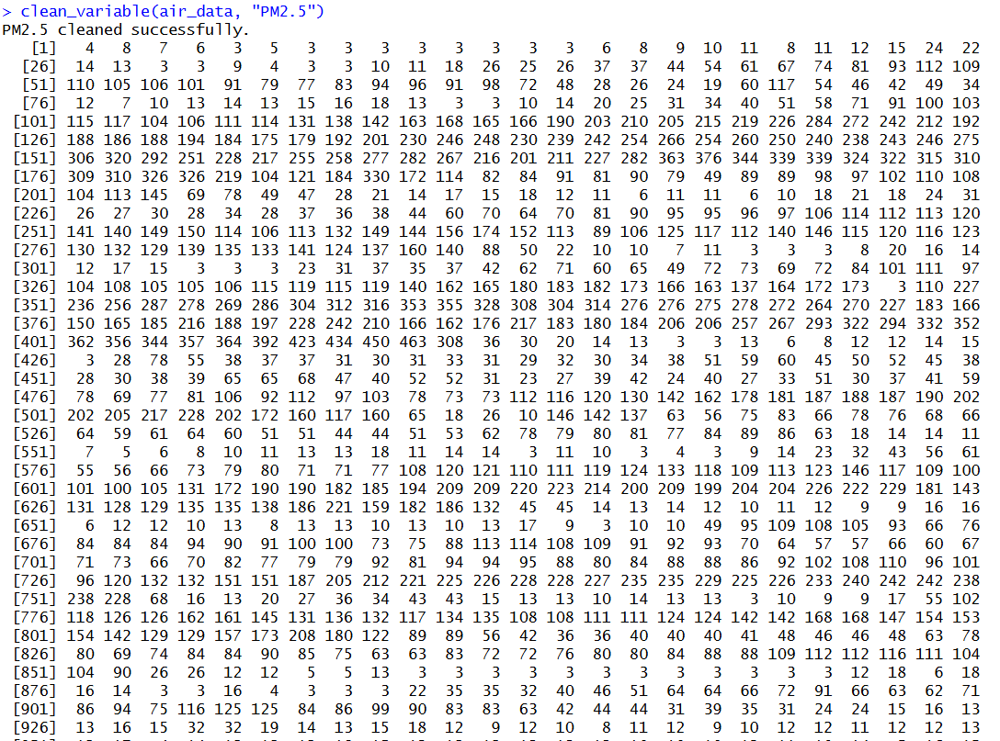 > clean_variable(air_data, "PM2.5")
PM2.5 cleaned successfully.
[1] 4 8 7 6 3 5 3 3 3 3 3 3 3 3 3 6 8 9 10 11 8 11 12 15 24 22
[26] 14 13 3 3 9 4 3 3 10 11 18 26 25 26 37 37 44 54 61 67 74 81 93 112 109
[51] 110 105 106 101 91 79 77 83 94 96 91 98 72 48 28 26 24 19 60 117 54 46 42 49 34
[76] 12 7 10 13 14 13 15 16 18 13 3 3 10 14 20 25 31 34 40 51 58 71 91 100 103
[101] 115 117 104 106 111 114 131 138 142 163 168 165 166 190 203 210 205 215 219 226 284 272 242 212 192
[126] 188 186 188 194 184 175 179 192 201 230 246 248 230 239 242 254 266 254 260 250 240 238 243 246 275
[151] 306 320 292 251 228 217 255 258 277 282 267 216 201 211 227 282 363 376 344 339 339 324 322 315 310
[176] 309 310 326 326 219 104 121 184 330 172 114 82 84 91 81 90 79 49 89 89 98 97 102 110 108
[201] 104 113 145 69 78 49 47 28 21 14 17 15 18 12 11 6 11 11 6 10 18 21 18 24 31
[226] 26 27 30 28 34 28 37 36 38 44 60 70 64 70 81 90 95 95 96 97 106 114 112 113 120
[251] 141 140 149 150 114 106 113 132 149 144 156 174 152 113 89 106 125 117 112 140 146 115 120 116 123
[276] 130 132 129 139 135 133 141 124 137 160 140 88 50 22 10 10 7 11 3 3 3 8 20 16 14
[301] 12 17 15 3 3 3 23 31 37 35 37 42 62 71 60 65 49 72 73 69 72 84 101 111 97
[326] 104 108 105 105 106 115 119 115 119 140 162 165 180 183 182 173 166 163 137 164 172 173 3 110 227
[351] 236 256 287 278 269 286 304 312 316 353 355 328 308 304 314 276 276 275 278 272 264 270 227 183 166
[376] 150 165 185 216 188 197 228 242 210 166 162 176 217 183 180 184 206 206 257 267 293 322 294 332 352
[401] 362 356 344 357 364 392 423 434 450 463 308 36 30 20 14 13 3 3 13 6 8 12 12 14 15
[426] 3 28 78 55 38 37 37 31 30 31 33 31 29 32 30 34 38 51 59 60 45 50 52 45 38
[451] 28 30 38 39 65 65 68 47 40 52 52 31 23 27 39 42 24 40 27 33 51 30 37 41 59
[476] 78 69 77 81 106 92 112 97 103 78 73 73 112 116 120 130 142 162 178 181 187 188 187 190 202
[501] 202 205 217 228 202 172 160 117 160 65 18 26 10 146 142 137 63 56 75 83 66 78 76 68 66
[526] 64 59 61 64 60 51 51 44 44 51 53 62 78 79 80 81 77 84 89 86 63 18 14 14 11
[551] 7 5 6 8 10 11 13 13 18 11 14 14 3 11 10 3 4 3 9 14 23 32 43 56 61
[576] 55 56 66 73 79 80 71 71 77 108 120 121 110 111 119 124 133 118 109 113 123 146 117 109 100
[601] 101 100 105 131 172 190 190 182 185 194 209 209 220 223 214 200 209 199 204 204 226 222 229 181 143
[626] 131 128 129 135 135 138 186 221 159 182 186 132 45 45 14 13 14 12 10 11 12 9 9 16 16
[651] 6 12 12 10 13 8 13 13 10 13 10 13 17 9 3 10 10 49 95 109 108 105 93 66 76
[676] 84 84 84 94 90 91 100 100 73 75 88 113 114 108 109 91 92 93 70 64 57 57 66 60 67
[701] 71 73 66 70 82 77 79 79 92 81 94 94 95 88 80 84 88 88 86 92 102 108 110 96 101
[726] 96 120 132 132 151 151 187 205 212 221 225 226 228 228 227 235 235 229 225 226 233 240 242 242 238
[751] 238 228 68 16 13 20 27 36 34 43 43 15 13 13 10 14 13 13 3 10 9 9 17 55 102
[776] 118 126 126 162 161 145 131 136 132 117 134 135 108 108 111 111 124 124 142 142 168 168 147 154 153
[801] 154 142 129 129 157 173 208 180 122 89 89 56 42 36 36 40 40 40 41 48 46 46 48 63 78
[826] 80 69 74 84 84 90 85 75 63 63 83 72 72 76 80 80 84 88 88 109 112 112 116 111 104
[851] 104 90 26 26 12 12 5 5 13 3 3 3 3 3 3 3 3 3 3 3 3 12 18 6 18
[876] 16 14 3 3 16 4 3 3 3 22 35 35 32 40 46 51 64 64 66 72 91 66 63 62 71
[901] 86 94 75 116 125 125 84 86 99 90 83 83 63 42 44 44 31 39 35 31 24 24 15 16 13
[926] 13 16 15 32 32 19 14 13 15 18 12 9 12 10 8 11 12 9 10 12 12 11 12 12 13